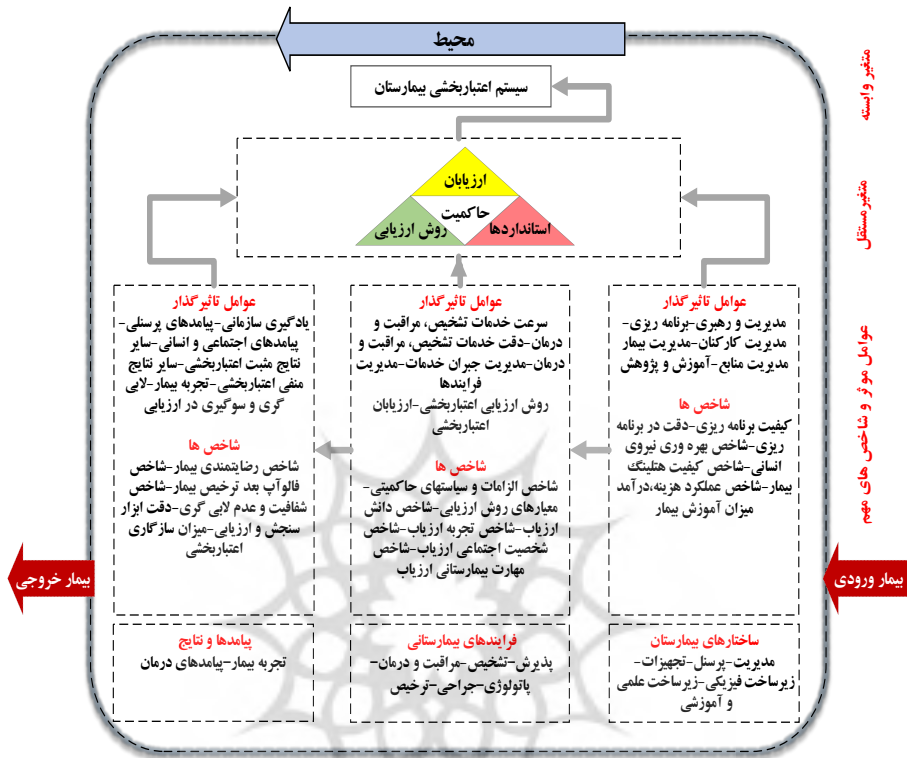 محیط
سیستم اعتباربخشی بیمارستان
متغیر وابسته
ارزیابان
حاکمیت
استانداردها
روش ارزیابی
متغیر مستقل
عوامل تاثیرگذار
مدیریت و رهبری-برنامه ریزی-
مدیریت کارکنان-مدیریت بیمار
مدیریت منابع-آموزش و پژوهش
شاخص ها
کیفیت برنامه ریزی-دقت در برنامه
ریزی-شاخص بهره وری نیروی
انسانی-شاخص کیفیت هتلینگ
بیمار-شاخص عملکرد هزینه،درآمد
میزان آموزش بیمار
عوامل تاثیرگذار
سرعت خدمات تشخیص، مراقبت و
درمان-دقت خدمات تشخیص، مراقبت و
درمان-مدیریت جبران خدمات-مدیریت
فرایندها
روش ارزیابی اعتباربخشی-ارزیابان
اعتباربخشی
شاخص ها
شاخص الزامات و سیاستهای حاکمیتی-
معیارهای روش ارزیابی-شاخص دانش
ارزیاب-شاخص تجربه ارزیاب-شاخص
شخصیت اجتماعی ارزیاب-شاخص
مهارت بیمارستانی ارزیاب
عوامل تاثیرگذار
یادگیری سازمانی-پیامدهای پرسنلی-
پیامدهای اجتماعی و انسانی-سایر
نتایج مثبت اعتباربخشی-سایر نتایج
منفی اعتباربخشی-تجربه بیمار-لابی
گری و سوگیری در ارزیابی
شاخص ها
شاخص رضایتمندی بیمار-شاخص
فالوآپ بعد ترخیص بیمار-شاخص
شفافیت و عدم لابی گری-دقت ابزار
سنجش و ارزیابی-میزان سازگاری
اعتباربخشی
عوامل موثر و شاخص های مهم
بیمار ورودی
بیمار خروجی
ساختارهای بیمارستان
مدیریت-پرسنل-تجهیزات-
زیرساخت فیزیکی-زیرساخت علمی
و آموزشی
فرایندهای بیمارستانی
پذیرش-تشخیص-مراقبت و درمان-
پاتولوژی-جراحی-ترخیص
پیامدها و نتایج
تجربه بیمار-پیامدهای درمان